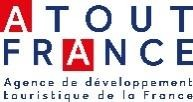 ATOUT
FRANCE
Agence de développement
touristique de la France